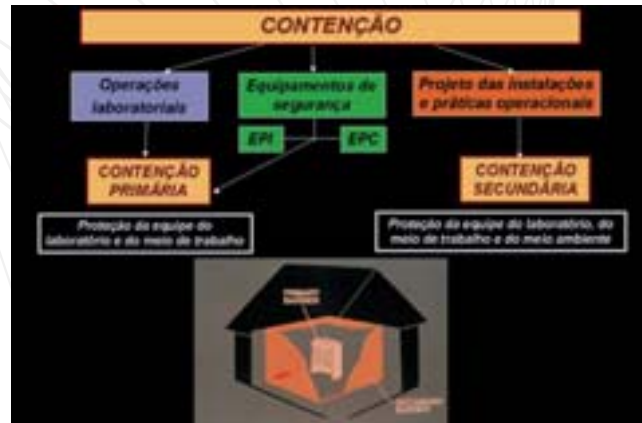 CONTENÇÃO
Operações
laboratoriais
Equipamentos de
segurança
Projeto das instalações
e práticas operacionais
EPI
EPC
CONTENÇÃO
PRIMÁRIA
CONTENÇÃO
SECUNDÁRIA
Proteção da equipe do
laboratório e do meio de trabalho
Proteção da equipe do laboratório, do
meio de trabalho e do meio ambiente